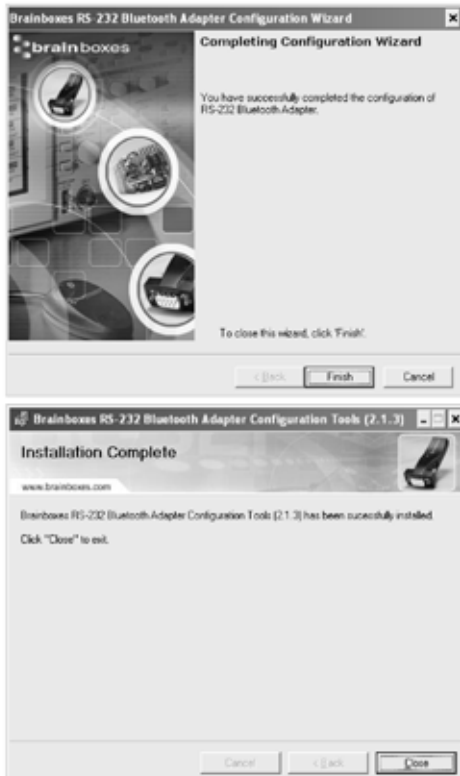 Brainboxes RS-232 Bluetooth Adapter Configuration Wizard
brainboxes
Completing Configuration Wizard
You have successfully completed the configuration of
RS-232 Bluetooth Adapter.
To close this wizard, click 'Finish'.
< Back
Finish
Cancel
Brainboxes RS-232 Bluetooth Adapter Configuration Tools (2.1.3)
Installation Complete
www.brainboxes.com
Brainboxes RS-232 Bluetooth Adapter Configuration Tools (2.1.3) has been sucessfully installed.
Click "Close" to exit.
Cancel
< Back
Close